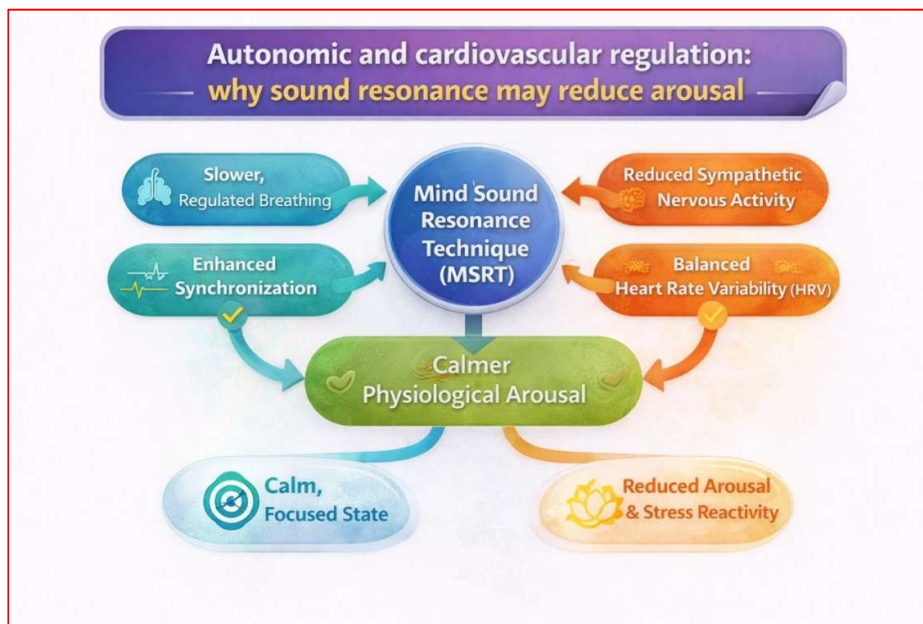 Autonomic and cardiovascular regulation:
why sound resonance may reduce arousal
Slower,
Regulated Breathing
Enhanced
Synchronization
Mind Sound
Resonance
Technique
(MSRT)
Reduced Sympathetic
Nervous Activity
Balanced
Heart Rate Variability (HRV)
Calmer
Physiological Arousal
Calm,
Focused State
Reduced Arousal
& Stress Reactivity